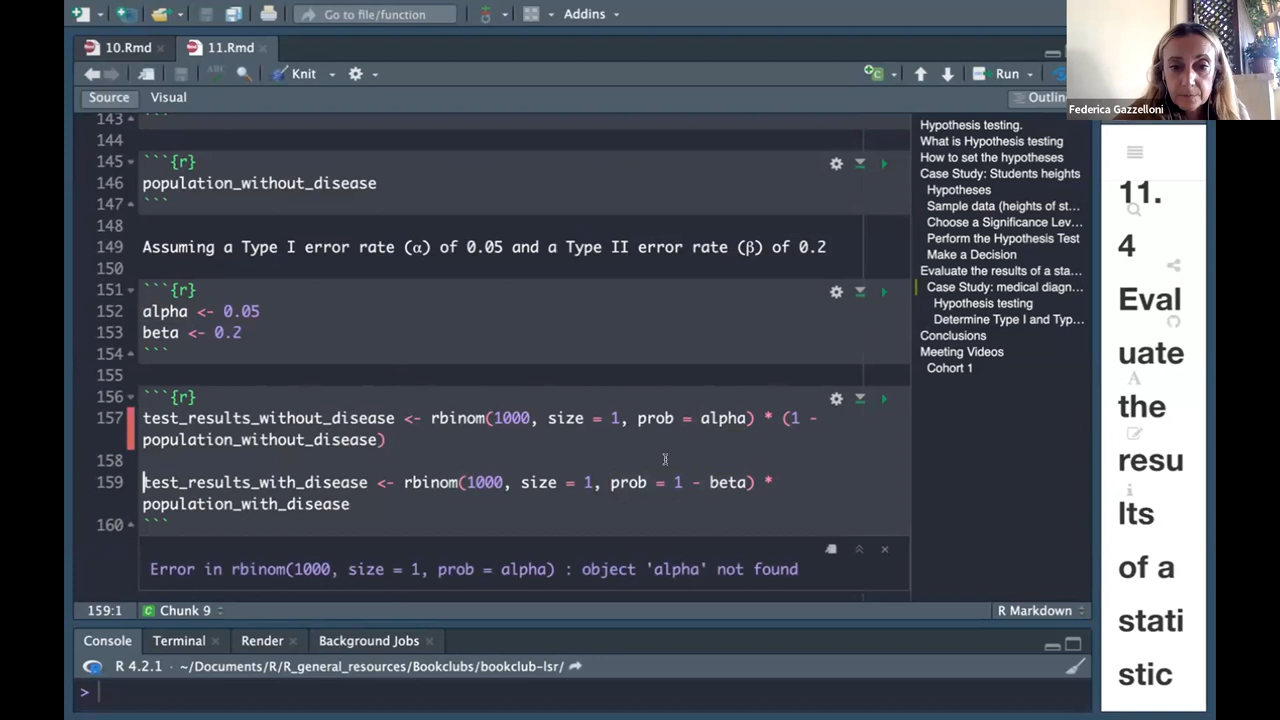 Go to file/function
Addins
10.Rmd
11.Rmd
Knit
Run
Source
Visual
Outlin
Federica Gazzelloni
143
144
145 ```{r}
146 population_without_disease
147 ```
148
149 Assuming a Type I error rate (α) of 0.05 and a Type II error rate (β) of 0.2
150
151 ```{r}
152 alpha <- 0.05
153 beta <- 0.2
154 ```
155
156 ```{r}
157 test_results_without_disease <- rbinom(1000, size = 1, prob = alpha) * (1 -
population_without_disease)
158
159 test_results_with_disease <- rbinom(1000, size = 1, prob = 1 - beta) *
population_with_disease
160 ```
Error in rbinom(1000, size = 1, prob = alpha) : object 'alpha' not found
159:1
Chunk 9
R Markdown
Hypothesis testing.
What is Hypothesis testing
How to set the hypotheses
Case Study: Students heights
Hypotheses
Sample data (heights of st...
Choose a Significance Lev...
Perform the Hypothesis Test
Make a Decision
Evaluate the results of a sta...
Case Study: medical diagn...
Hypothesis testing
Determine Type I and Typ...
Conclusions
Meeting Videos
Cohort 1
11.
4
Eval
uate
the
resu
lts
of a
stati
stic
Console
Terminal
Render
Background Jobs
R 4.2.1 · ~/Documents/R/R_general_resources/Bookclubs/bookclub-lsr/
>